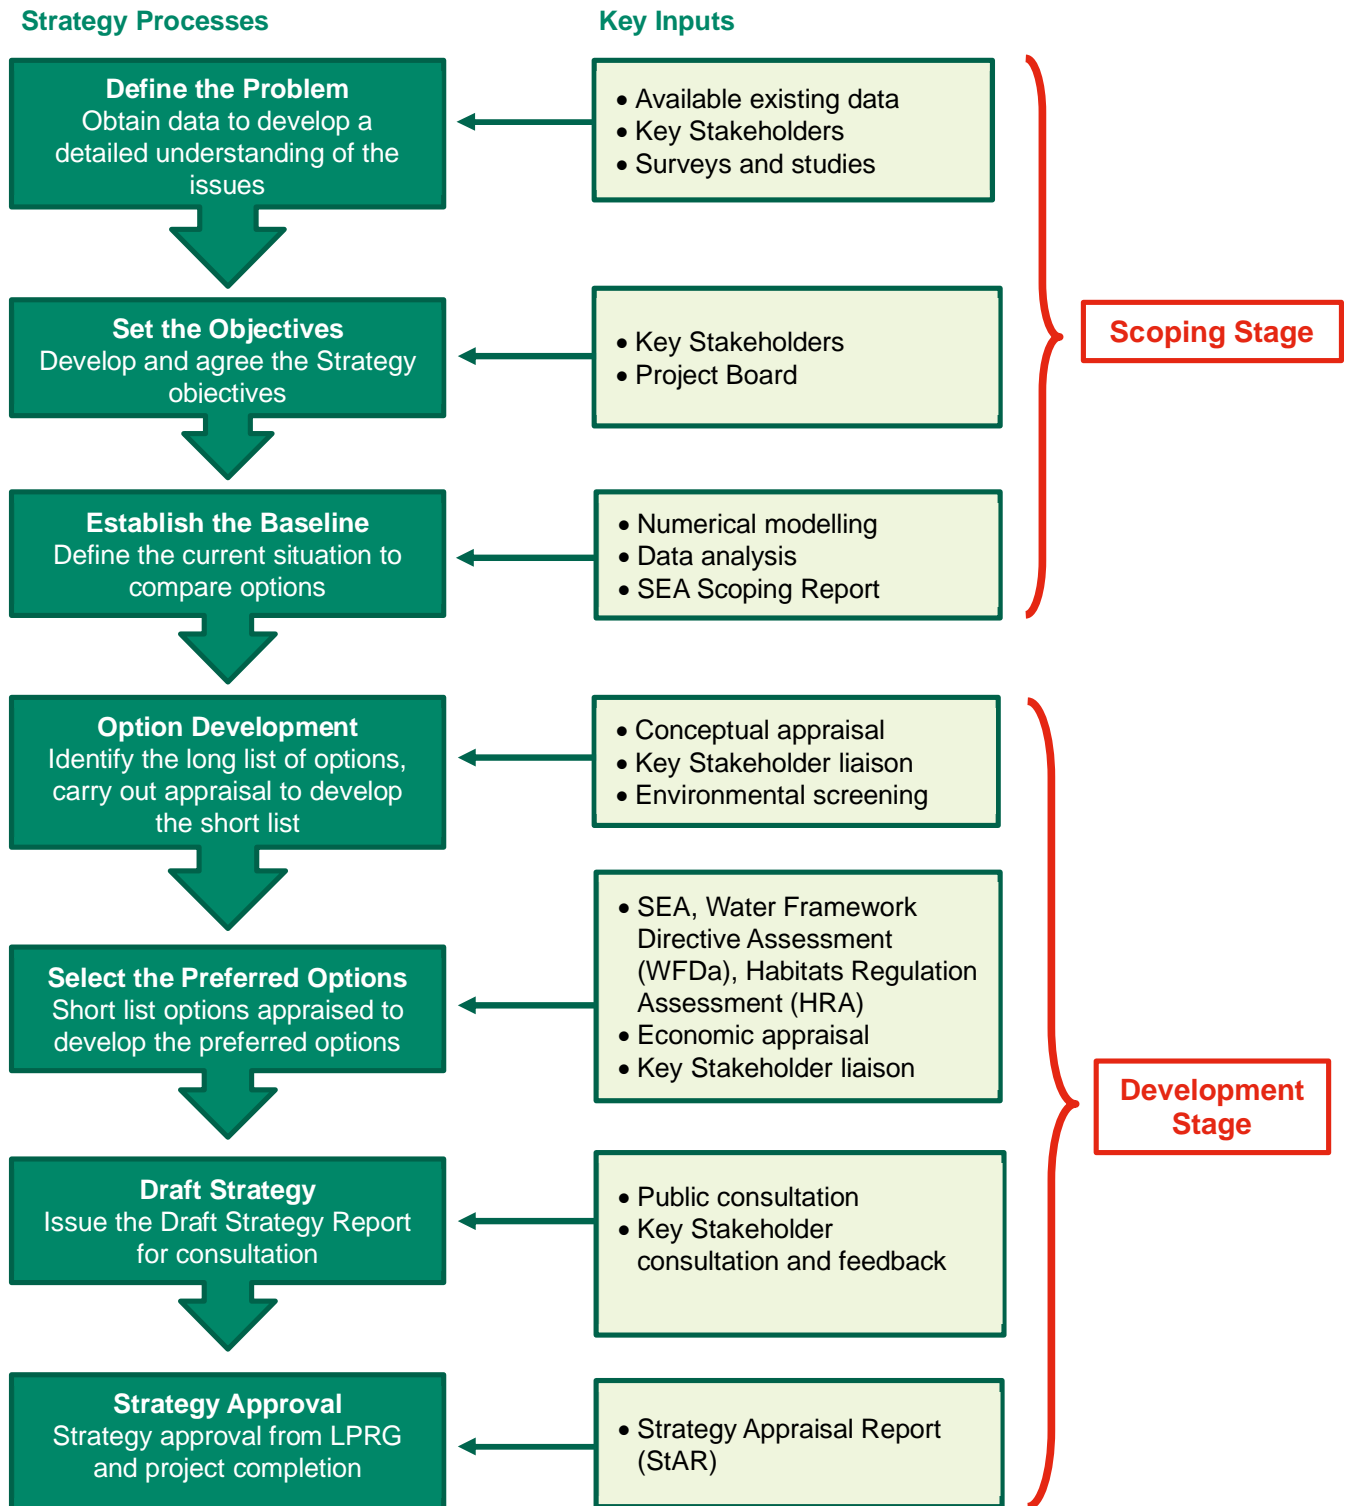 Strategy Processes
Key Inputs
Define the Problem
Obtain data to develop a
detailed understanding of the
issues
• Available existing data
• Key Stakeholders
• Surveys and studies
Set the Objectives
Develop and agree the Strategy
objectives
• Key Stakeholders
• Project Board
Scoping Stage
Establish the Baseline
Define the current situation to
compare options
• Numerical modelling
• Data analysis
• SEA Scoping Report
Option Development
Identify the long list of options,
carry out appraisal to develop
the short list
• Conceptual appraisal
• Key Stakeholder liaison
• Environmental screening
Select the Preferred Options
Short list options appraised to
develop the preferred options
• SEA, Water Framework
Directive Assessment
(WFDa), Habitats Regulation
Assessment (HRA)
• Economic appraisal
• Key Stakeholder liaison
Development
Stage
Draft Strategy
Issue the Draft Strategy Report
for consultation
• Public consultation
• Key Stakeholder
consultation and feedback
Strategy Approval
Strategy approval from LPRG
and project completion
• Strategy Appraisal Report
(StAR)